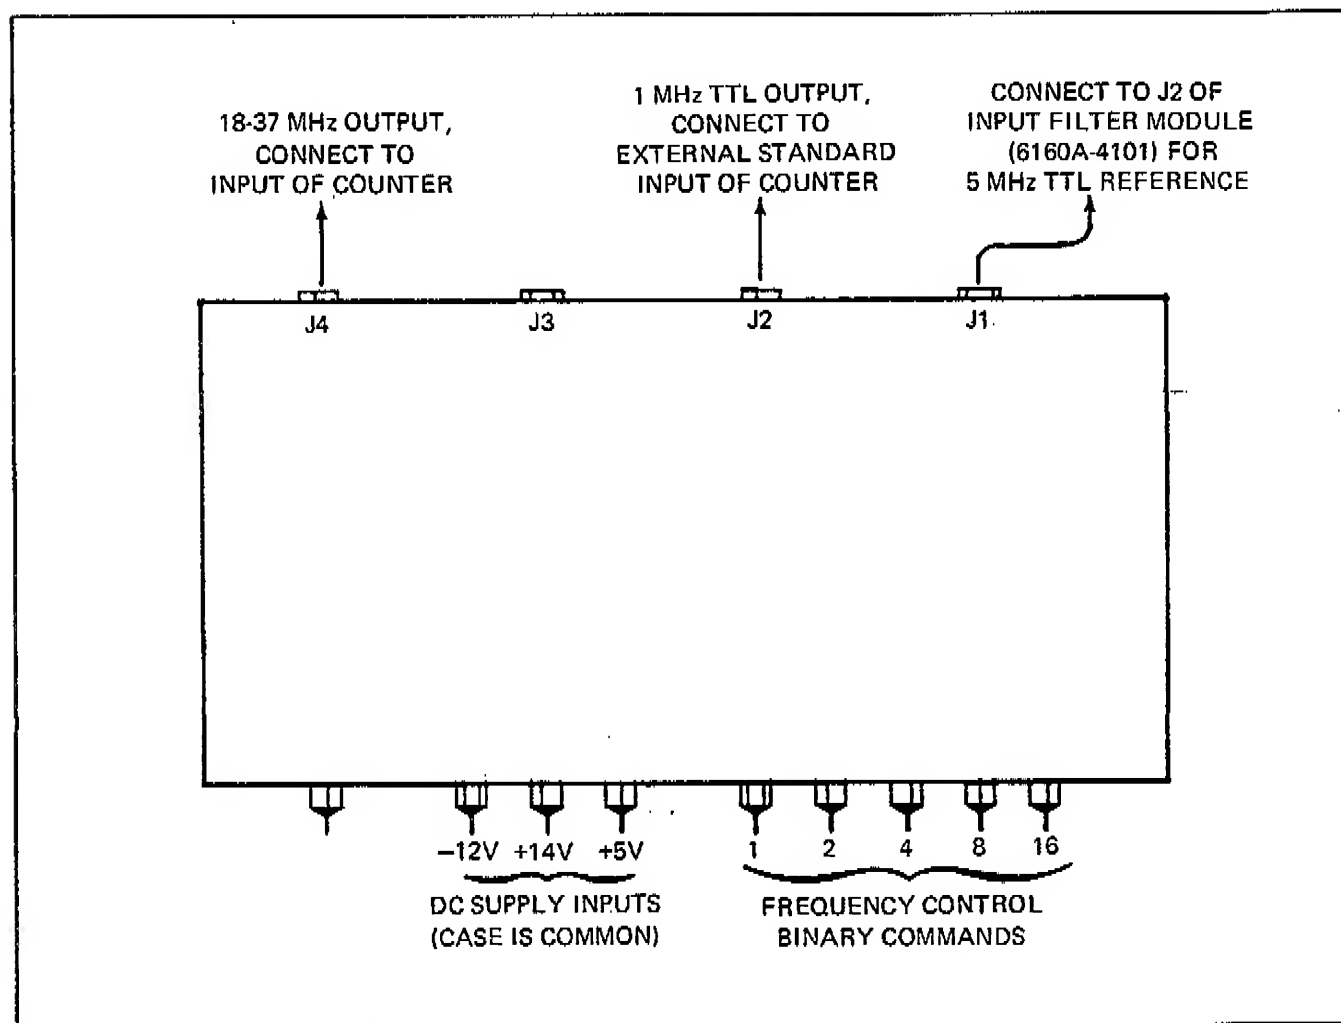 18-37 MHz OUTPUT,
CONNECT TO
INPUT OF COUNTER
1 MHz TTL OUTPUT,
CONNECT TO
EXTERNAL STANDARD
INPUT OF COUNTER
CONNECT TO J2 OF
INPUT FILTER MODULE
(6160A-4101) FOR
5 MHz TTL REFERENCE
J4
J3
J2
J1
−12V
+14V
+5V
1
2
4
8
16
DC SUPPLY INPUTS
(CASE IS COMMON)
FREQUENCY CONTROL
BINARY COMMANDS